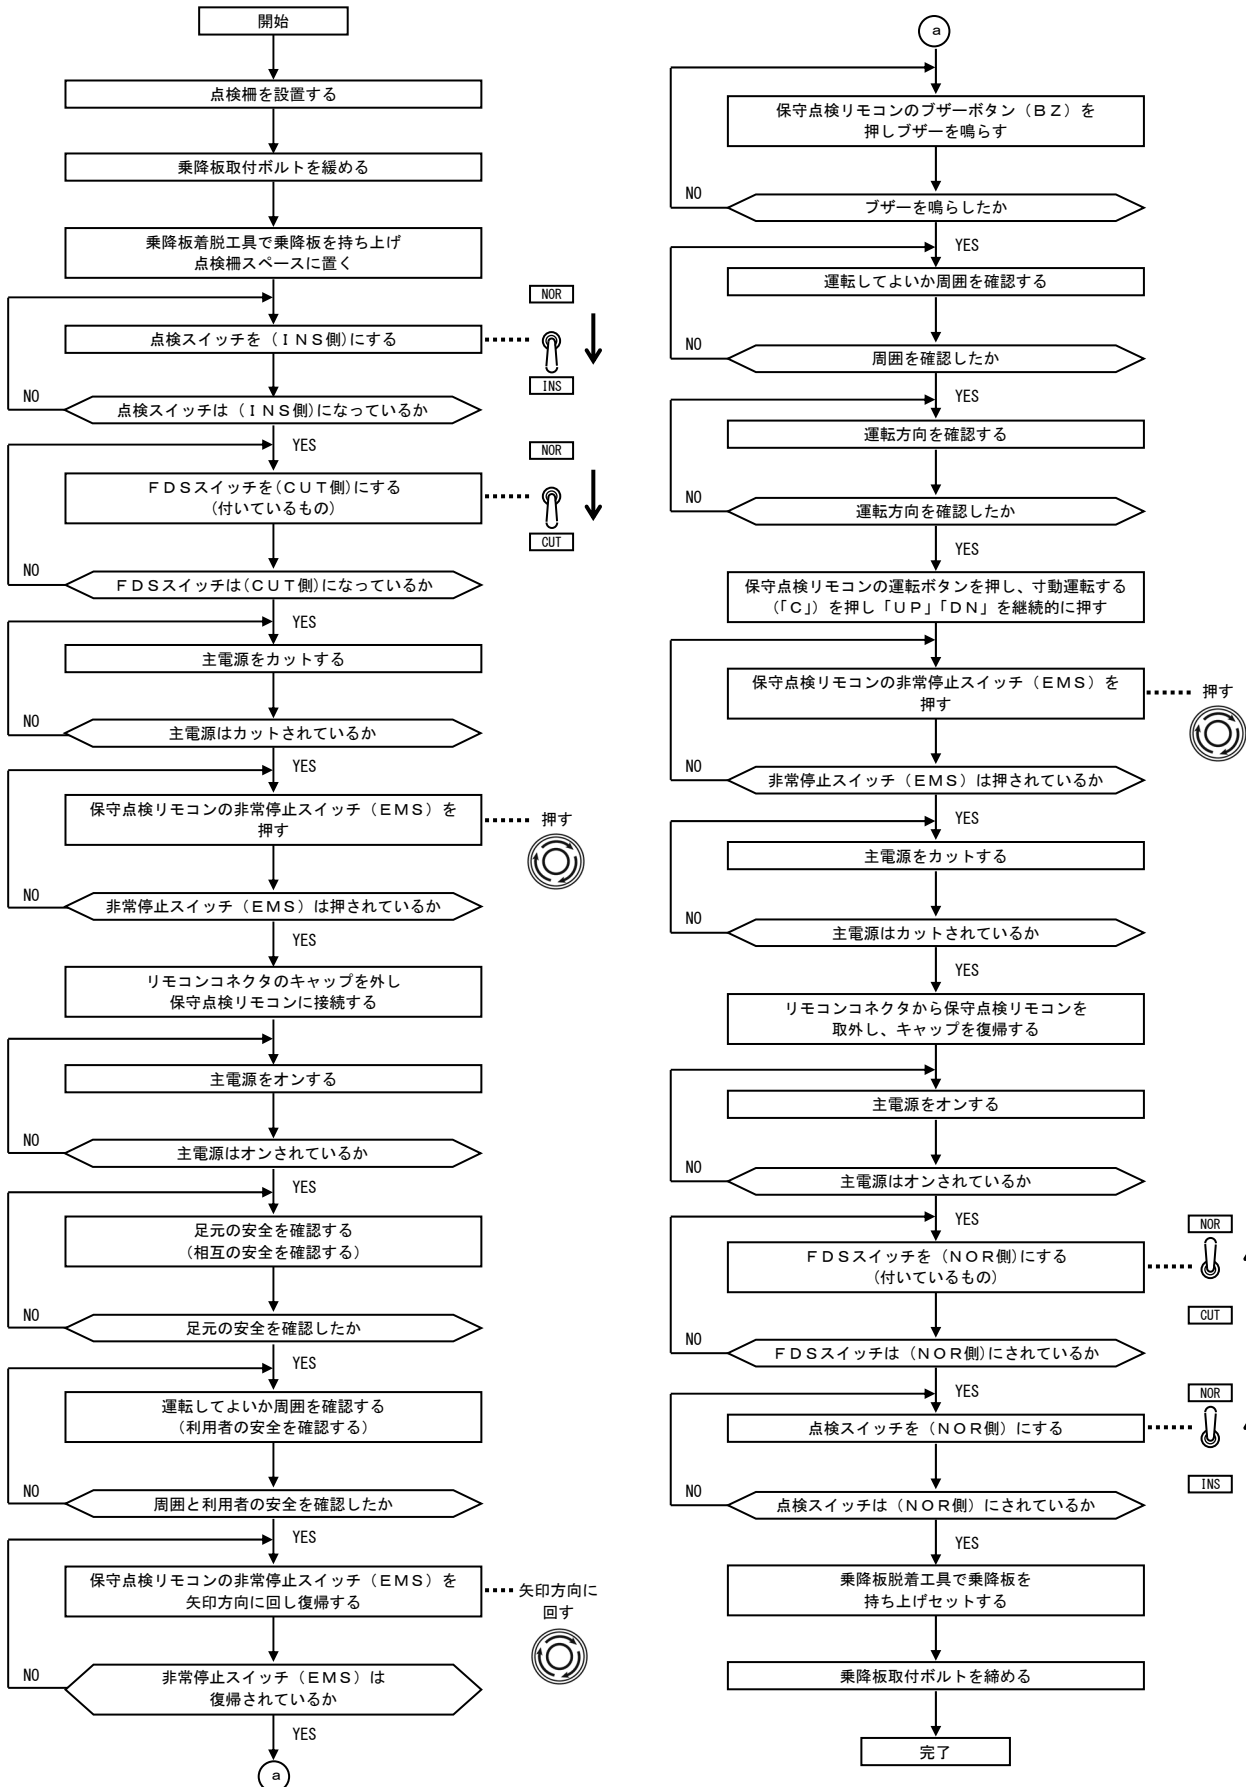 開始
点検柵を設置する
乗降板取付ボルトを緩める
乗降板着脱工具で乗降板を持ち上げ
点検柵スペースに置く
点検スイッチを（ＩＮＳ側)にする
NOR
INS
点検スイッチは（ＩＮＳ側)になっているか
NO
YES
ＦＤＳスイッチを(ＣＵＴ側)にする
(付いているもの)
NOR
CUT
ＦＤＳスイッチは(ＣＵＴ側)になっているか
NO
YES
主電源をカットする
主電源はカットされているか
NO
YES
保守点検リモコンの非常停止スイッチ（ＥＭＳ）を
押す
押す
非常停止スイッチ（ＥＭＳ）は押されているか
NO
YES
リモコンコネクタのキャップを外し
保守点検リモコンに接続する
主電源をオンする
主電源はオンされているか
NO
YES
足元の安全を確認する
(相互の安全を確認する)
足元の安全を確認したか
NO
YES
運転してよいか周囲を確認する
(利用者の安全を確認する)
周囲と利用者の安全を確認したか
NO
YES
保守点検リモコンの非常停止スイッチ（ＥＭＳ）を
矢印方向に回し復帰する
矢印方向に
回す
非常停止スイッチ（ＥＭＳ）は
復帰されているか
NO
YES
ａ
ａ
保守点検リモコンのブザーボタン（ＢＺ）を
押しブザーを鳴らす
ブザーを鳴らしたか
NO
YES
運転してよいか周囲を確認する
周囲を確認したか
NO
YES
運転方向を確認する
運転方向を確認したか
NO
YES
保守点検リモコンの運転ボタンを押し、寸動運転する
(「Ｃ」）を押し「ＵＰ」「ＤＮ」を継続的に押す
保守点検リモコンの非常停止スイッチ（ＥＭＳ）を
押す
押す
非常停止スイッチ（ＥＭＳ）は押されているか
NO
YES
主電源をカットする
主電源はカットされているか
NO
YES
リモコンコネクタから保守点検リモコンを
取外し、キャップを復帰する
主電源をオンする
主電源はオンされているか
NO
YES
ＦＤＳスイッチを（ＮＯＲ側)にする
(付いているもの)
NOR
CUT
ＦＤＳスイッチは（ＮＯＲ側)にされているか
NO
YES
点検スイッチを（ＮＯＲ側）にする
NOR
INS
点検スイッチは（ＮＯＲ側）にされているか
NO
YES
乗降板脱着工具で乗降板を
持ち上げセットする
乗降板取付ボルトを締める
完了